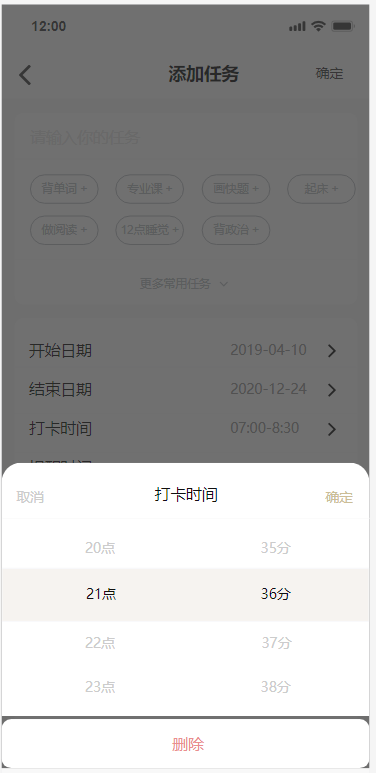 12:00
添加任务 确定
请输入你的任务
背单词 + 专业课 + 画快题 + 起床 +
做阅读 + 12点睡觉 + 背政治 +
更多常用任务
开始日期 2019-04-10
结束日期 2020-12-24
打卡时间 07:00-8:30
取消 打卡时间 确定
20点 35分
21点 36分
22点 37分
23点 38分
删除